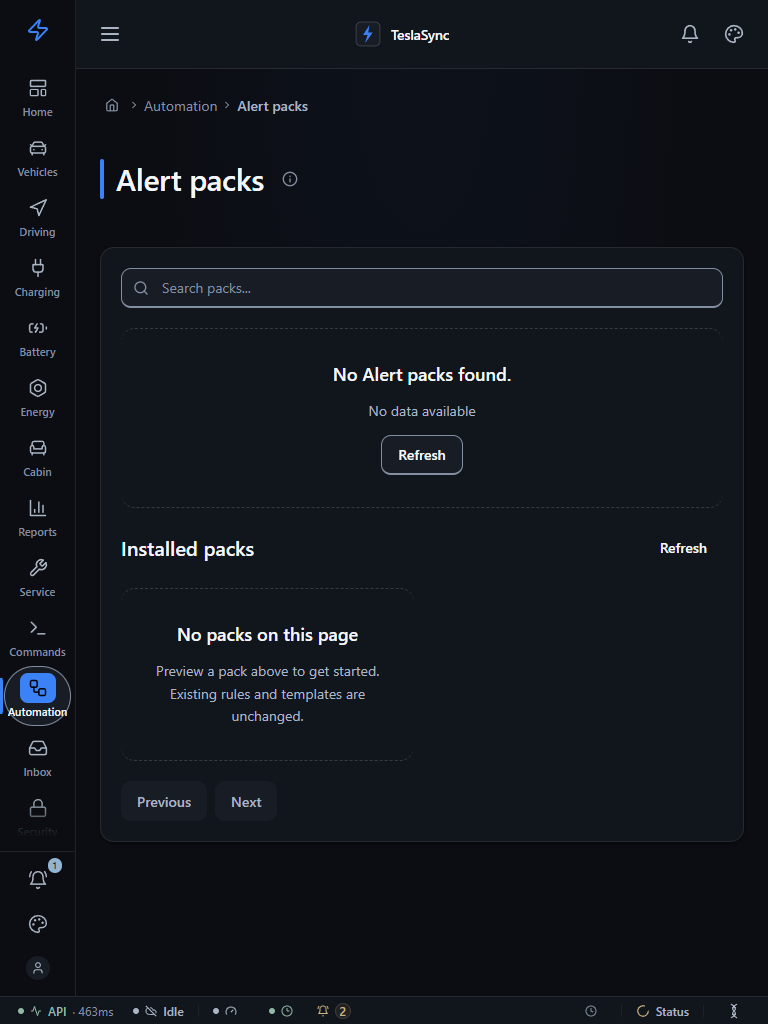 TeslaSync
Home
Vehicles
Driving
Charging
Battery
Energy
Cabin
Reports
Service
Commands
Automation
Inbox
Security
1
Automation
Alert packs
Alert packs
Search packs...
No Alert packs found.
No data available
Refresh
Installed packs
Refresh
No packs on this page
Preview a pack above to get started.
Existing rules and templates are
unchanged.
Previous
Next
API · 463ms
Idle
2
Status